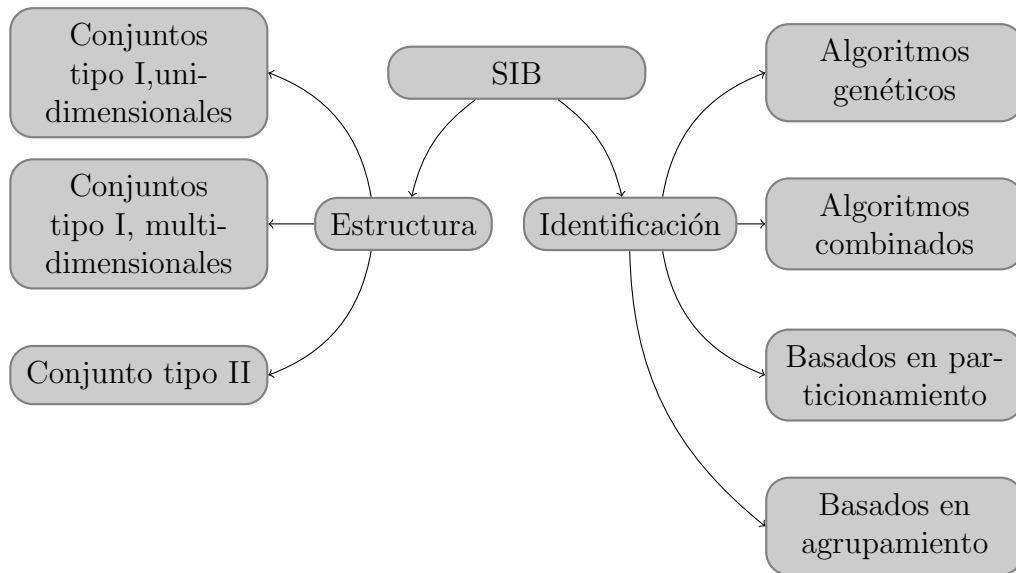 SIB
Conjuntos
tipo I,uni-
dimensionales
Conjuntos
tipo I, multi-
dimensionales
Conjunto tipo II
Estructura
Identificación
Algoritmos
genéticos
Algoritmos
combinados
Basados en par-
ticionamiento
Basados en
agrupamiento